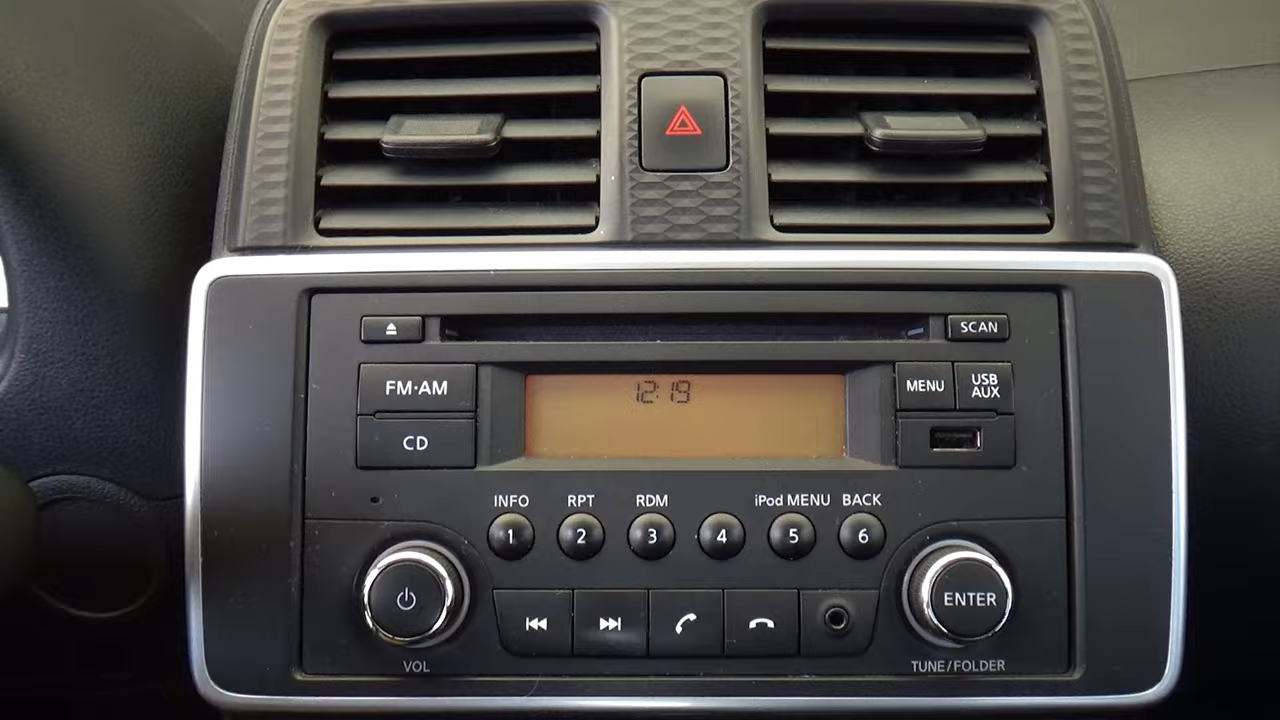 SCAN
FM·AM
12:19
MENU
USB
AUX
CD
INFO RPT RDM iPod MENU BACK
1 2 3 4 5 6
ENTER
VOL
TUNE/FOLDER